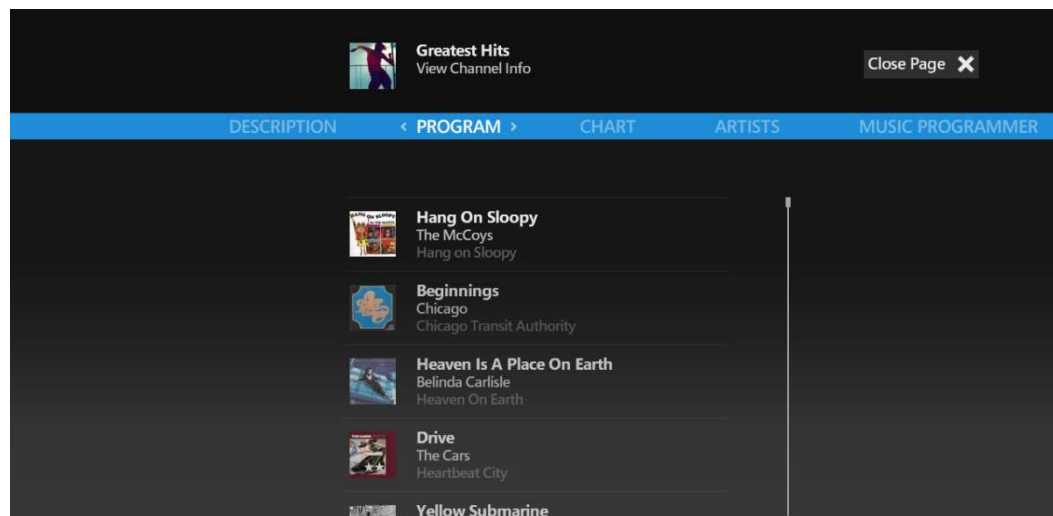 Greatest Hits
View Channel Info
Close Page
DESCRIPTION
‹ PROGRAM ›
CHART
ARTISTS
MUSIC PROGRAMMER
Hang On Sloopy
The McCoys
Hang on Sloopy
Beginnings
Chicago
Chicago Transit Authority
Heaven Is A Place On Earth
Belinda Carlisle
Heaven On Earth
Drive
The Cars
Heartbeat City
Yellow Submarine